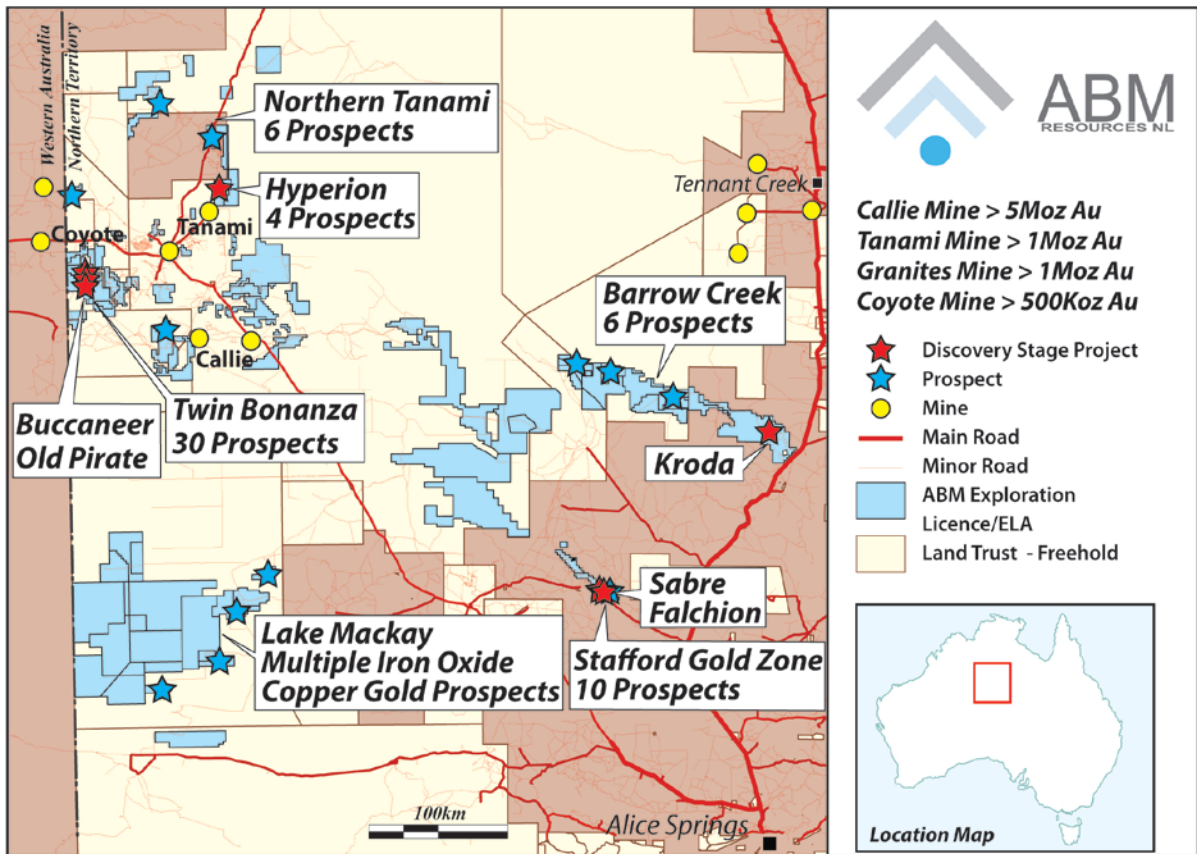 Western Australia
Northern Territory
Northern Tanami
6 Prospects
Hyperion
4 Prospects
Coyote
Tanami
Callie
Buccaneer
Old Pirate
Twin Bonanza
30 Prospects
Tennant Creek
Barrow Creek
6 Prospects
Kroda
Sabre
Falchion
Stafford Gold Zone
10 Prospects
Lake Mackay
Multiple Iron Oxide
Copper Gold Prospects
100km
Alice Springs
ABM
RESOURCES NL
Callie Mine > 5Moz Au
Tanami Mine > 1Moz Au
Granites Mine > 1Moz Au
Coyote Mine > 500Koz Au
Discovery Stage Project
Prospect
Mine
Main Road
Minor Road
ABM Exploration
Licence/ELA
Land Trust - Freehold
Location Map